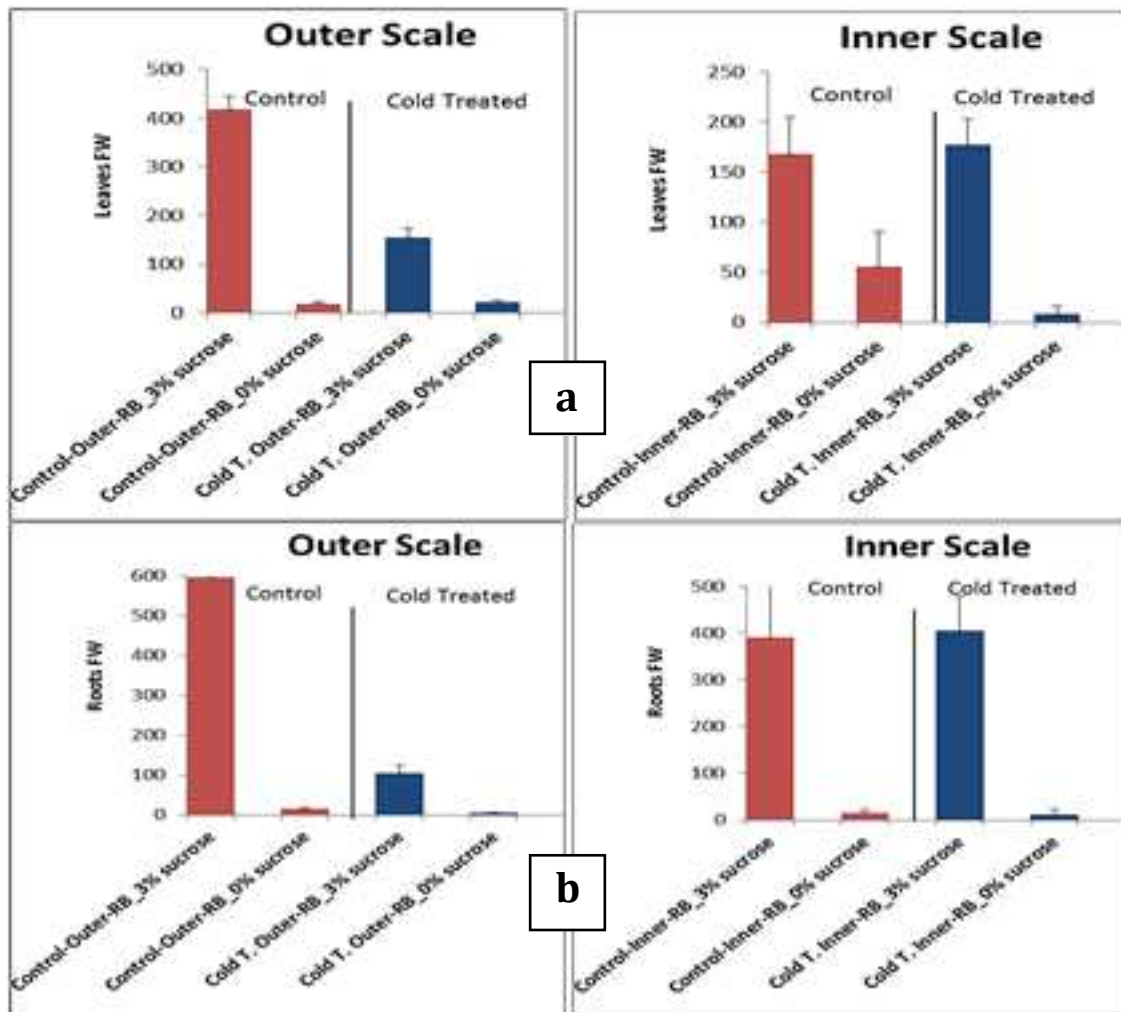 Outer Scale
500
400
300
200
100
0
Leaves FW
Control
Cold Treated
Control-Outer-RB_3% sucrose
Control-Outer-RB_0% sucrose
Cold T. Outer-RB_3% sucrose
Cold T. Outer-RB_0% sucrose
Inner Scale
250
200
150
100
50
0
Leaves FW
Control
Cold Treated
Control-Inner-RB_3% sucrose
Control-Inner-RB_0% sucrose
Cold T. Inner-RB_3% sucrose
Cold T. Inner-RB_0% sucrose
a
Outer Scale
600
500
400
300
200
100
0
Roots FW
Control
Cold Treated
Control-Outer-RB_3% sucrose
Control-Outer-RB_0% sucrose
Cold T. Outer-RB_3% sucrose
Cold T. Outer-RB_0% sucrose
Inner Scale
500
400
300
200
100
0
Roots FW
Control
Cold Treated
Control-Inner-RB_3% sucrose
Control-Inner-RB_0% sucrose
Cold T. Inner-RB_3% sucrose
Cold T. Inner-RB_0% sucrose
b